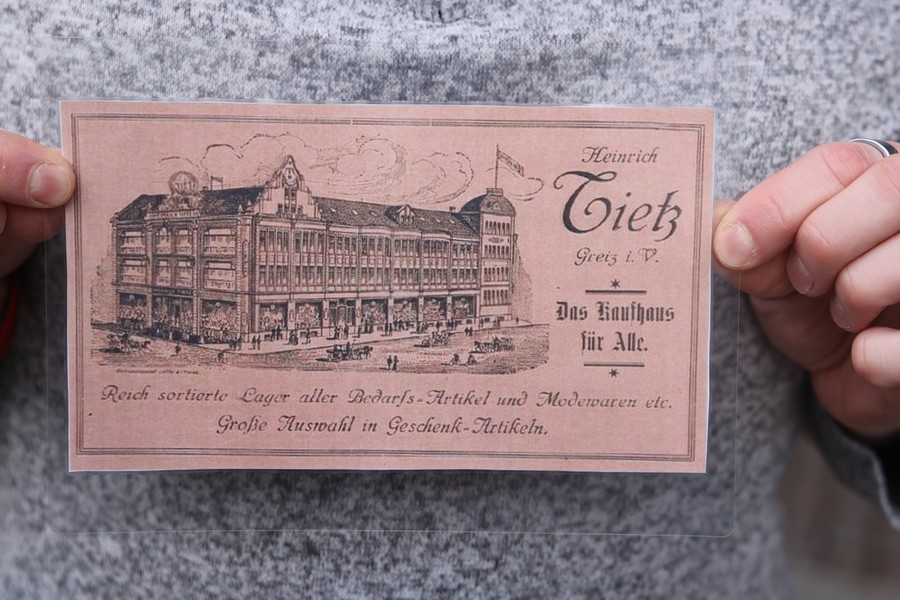 Heinrich
Tietz
Greiz i. V.
Das Kaufhaus
für Alle.
Reich sortierte Lager aller Bedarfs-Artikel und Modewaren etc.
Große Auswahl in Geschenk-Artikeln.